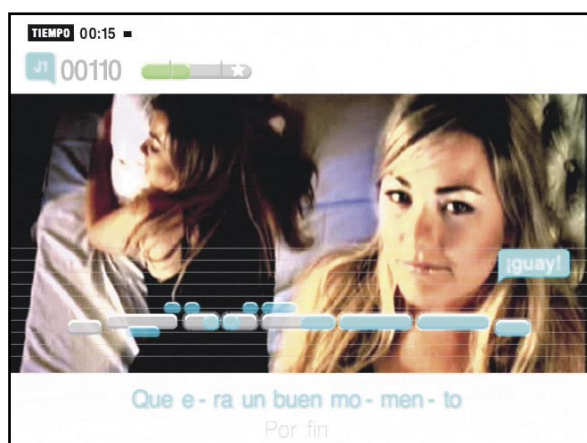 TIEMPO 00:15
J1 00110
¡guay!
Que e - ra un buen mo - men - to
Por fin